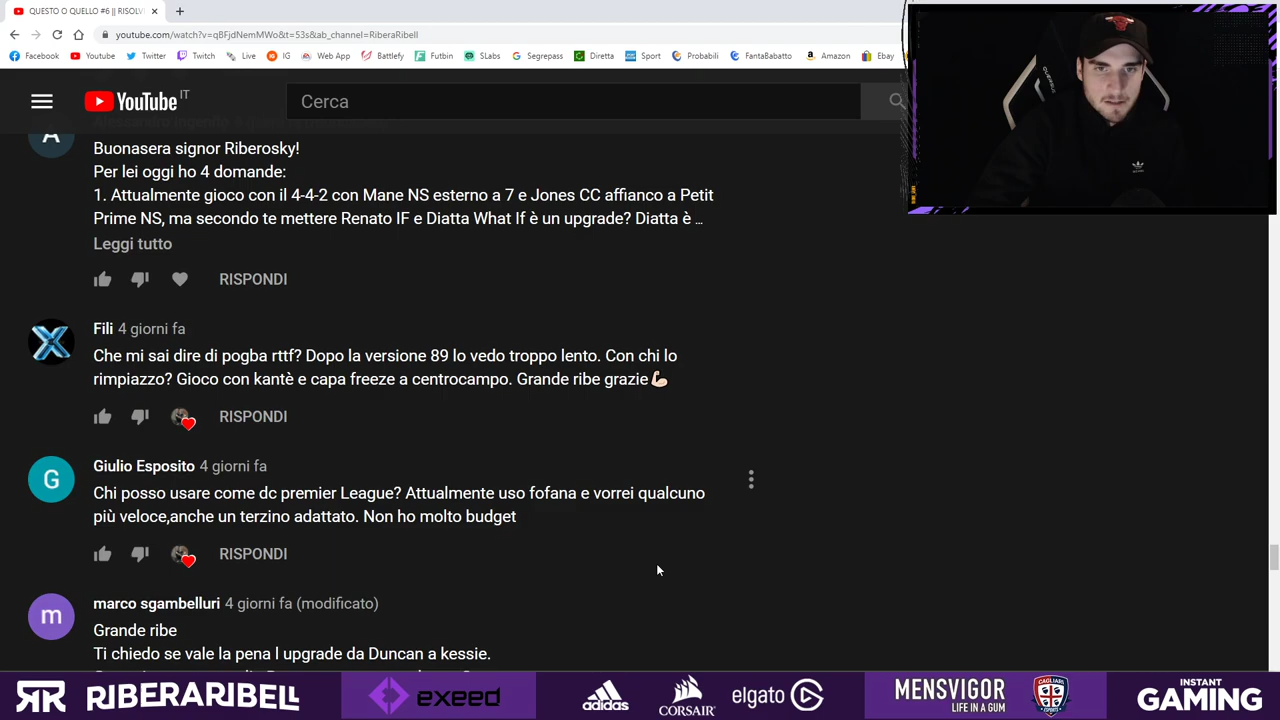 QUESTO O QUELLO #6 || RISOLV
youtube.com/watch?v=qBFjdNemMWo&t=53s&ab_channel=RiberaRibell
Facebook Youtube Twitter Twitch Live IG Web App Battlefy Futbin SLabs Segrepass Diretta Sport Probabili FantaBabatto Amazon Ebay
YouTube IT
Cerca
A
Buonasera signor Riberosky!
Per lei oggi ho 4 domande:
1. Attualmente gioco con il 4-4-2 con Mane NS esterno a 7 e Jones CC affianco a Petit
Prime NS, ma secondo te mettere Renato IF e Diatta What If è un upgrade? Diatta è ...
Leggi tutto
RISPONDI
Fili 4 giorni fa
Che mi sai dire di pogba rttf? Dopo la versione 89 lo vedo troppo lento. Con chi lo
rimpiazzo? Gioco con kantè e capa freeze a centrocampo. Grande ribe grazie💪🏻
RISPONDI
G
Giulio Esposito 4 giorni fa
Chi posso usare come dc premier League? Attualmente uso fofana e vorrei qualcuno
più veloce,anche un terzino adattato. Non ho molto budget
RISPONDI
m
marco sgambelluri 4 giorni fa (modificato)
Grande ribe
Ti chiedo se vale la pena l upgrade da Duncan a kessie.
RR RIBERARIBELL
exeed
adidas
CORSAIR
elgato
MENSVIGOR
LIFE IN A GUM
CAGLIARI
INSTANT
GAMING